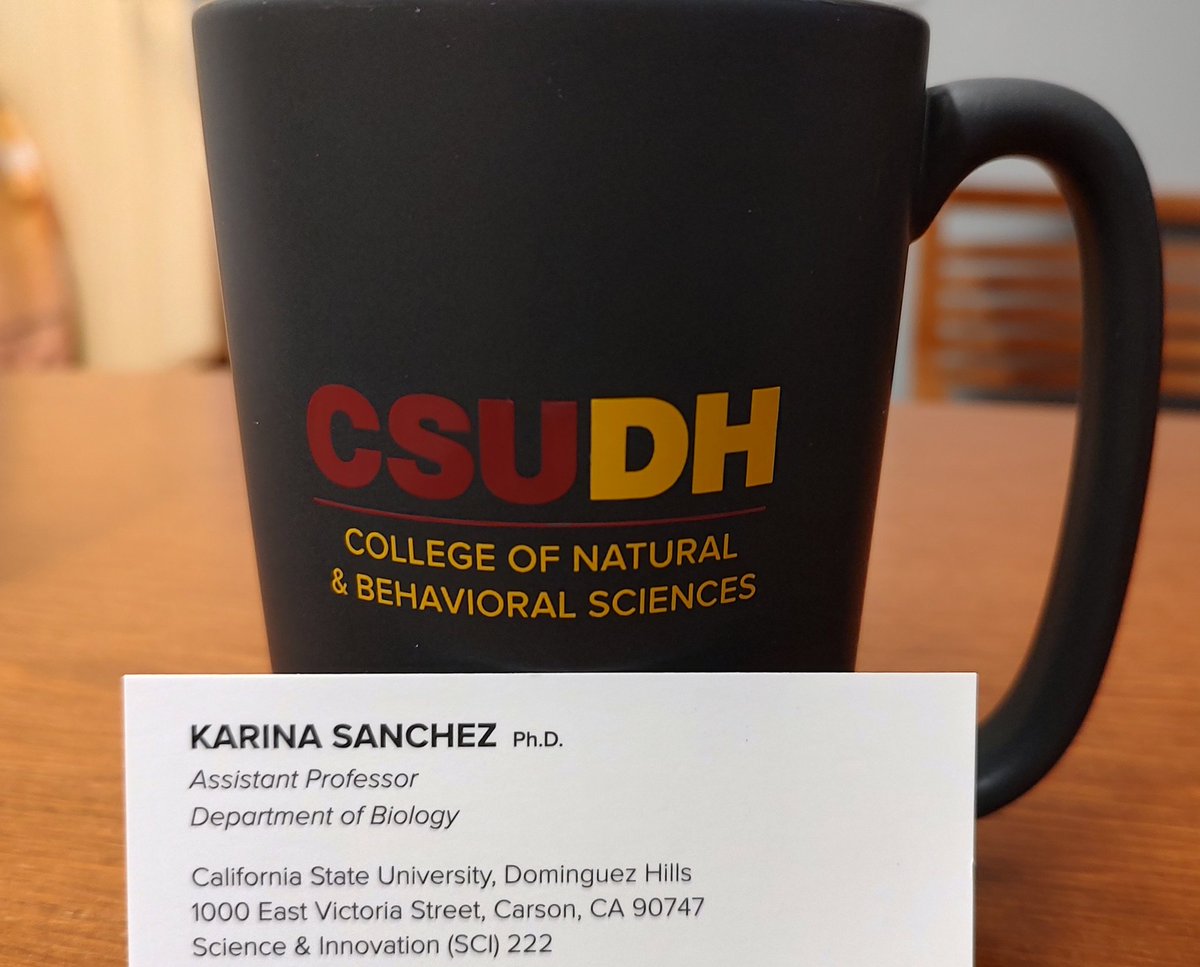 CSUDH
COLLEGE OF NATURAL
& BEHAVIORAL SCIENCES
KARINA SANCHEZ Ph.D.
Assistant Professor
Department of Biology
California State University, Dominguez Hills
1000 East Victoria Street, Carson, CA 90747
Science & Innovation (SCI) 222